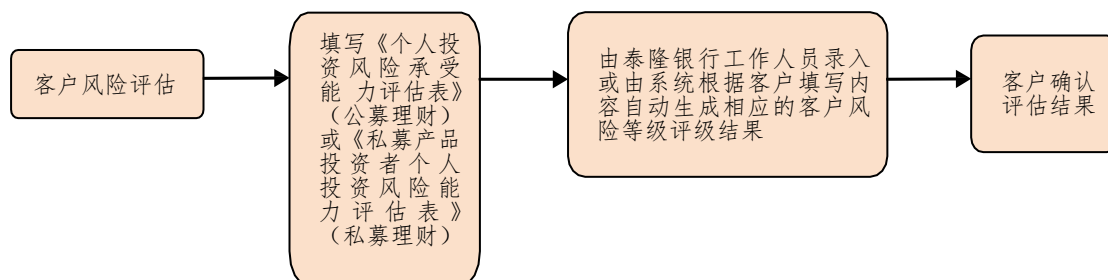 客户风险评估
填写《个人投
资风险承受
能 力评估表》
（公募理财）
或《私募产品
投资者个人
投资风险能
力评估表》
（私募理财）
由泰隆银行工作人员录入
或由系统根据客户填写内
容自动生成相应的客户风
险等级评级结果
客户确认
评估结果